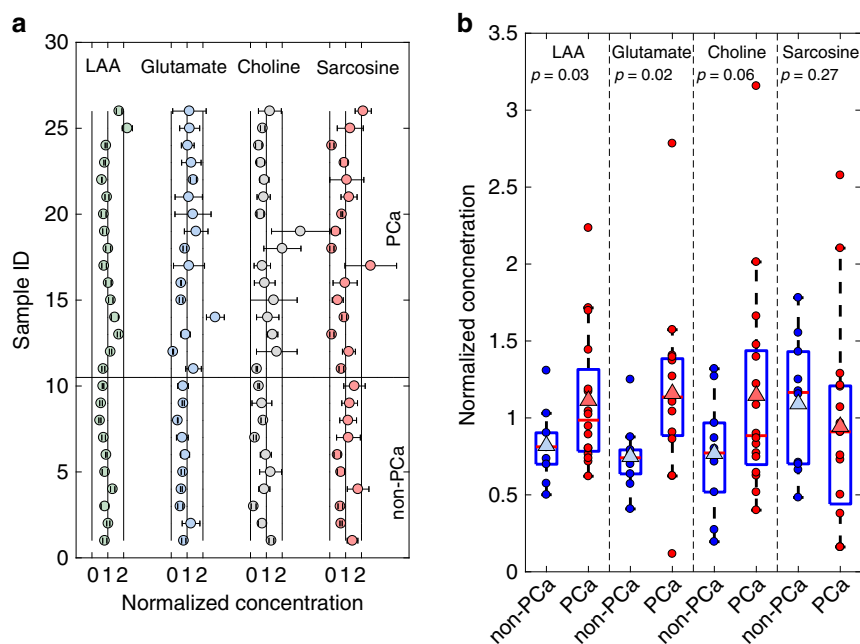 a
30
25
20
15
10
5
0
Sample ID
LAA Glutamate Choline Sarcosine
PCa
non-PCa
0 1 2 0 1 2 0 1 2 0 1 2
Normalized concentration
b
3.5
3
2.5
2
1.5
1
0.5
0
Normalized concnetration
LAA Glutamate Choline Sarcosine
p = 0.03 p = 0.02 p = 0.06 p = 0.27
non-PCa PCa non-PCa PCa non-PCa PCa non-PCa PCa